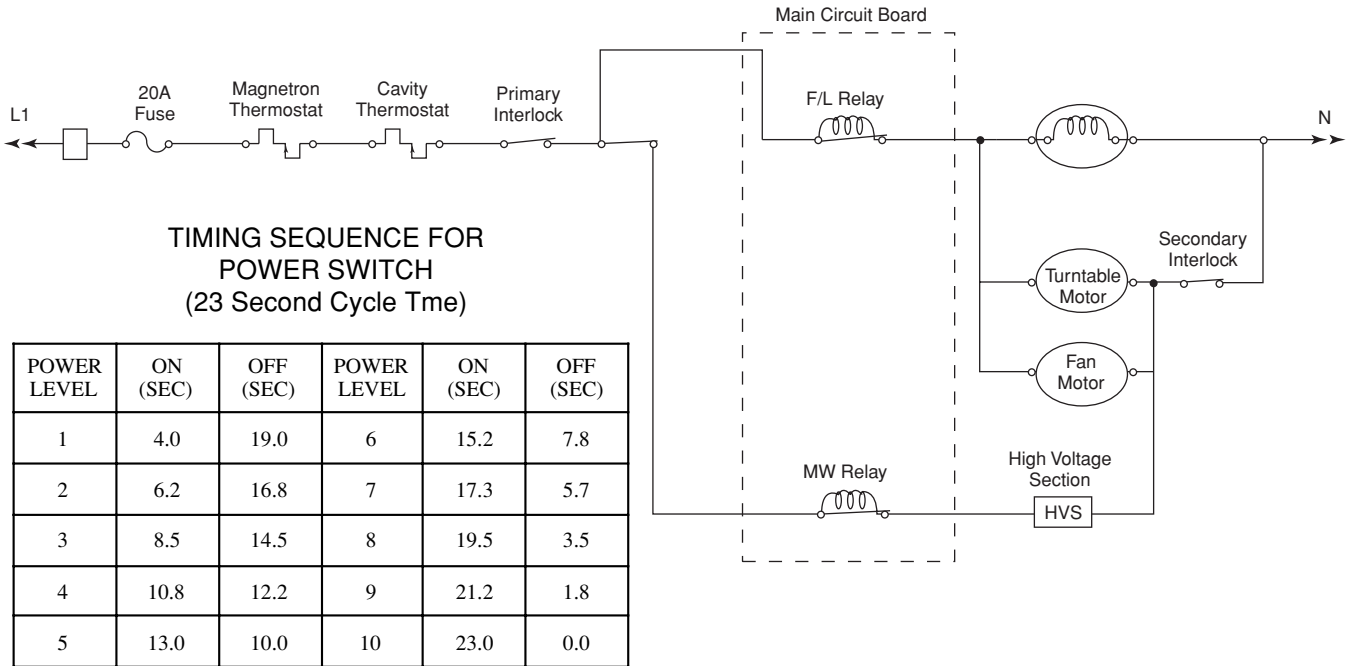 Main Circuit Board
L1
20A
Fuse
Magnetron
Thermostat
Cavity
Thermostat
Primary
Interlock
F/L Relay
N
TIMING SEQUENCE FOR
POWER SWITCH
(23 Second Cycle Tme)
Secondary
Interlock
Turntable
Motor
Fan
Motor
MW Relay
High Voltage
Section
HVS
POWER LEVEL ON (SEC) OFF (SEC) POWER LEVEL ON (SEC) OFF (SEC)
1 4.0 19.0 6 15.2 7.8
2 6.2 16.8 7 17.3 5.7
3 8.5 14.5 8 19.5 3.5
4 10.8 12.2 9 21.2 1.8
5 13.0 10.0 10 23.0 0.0